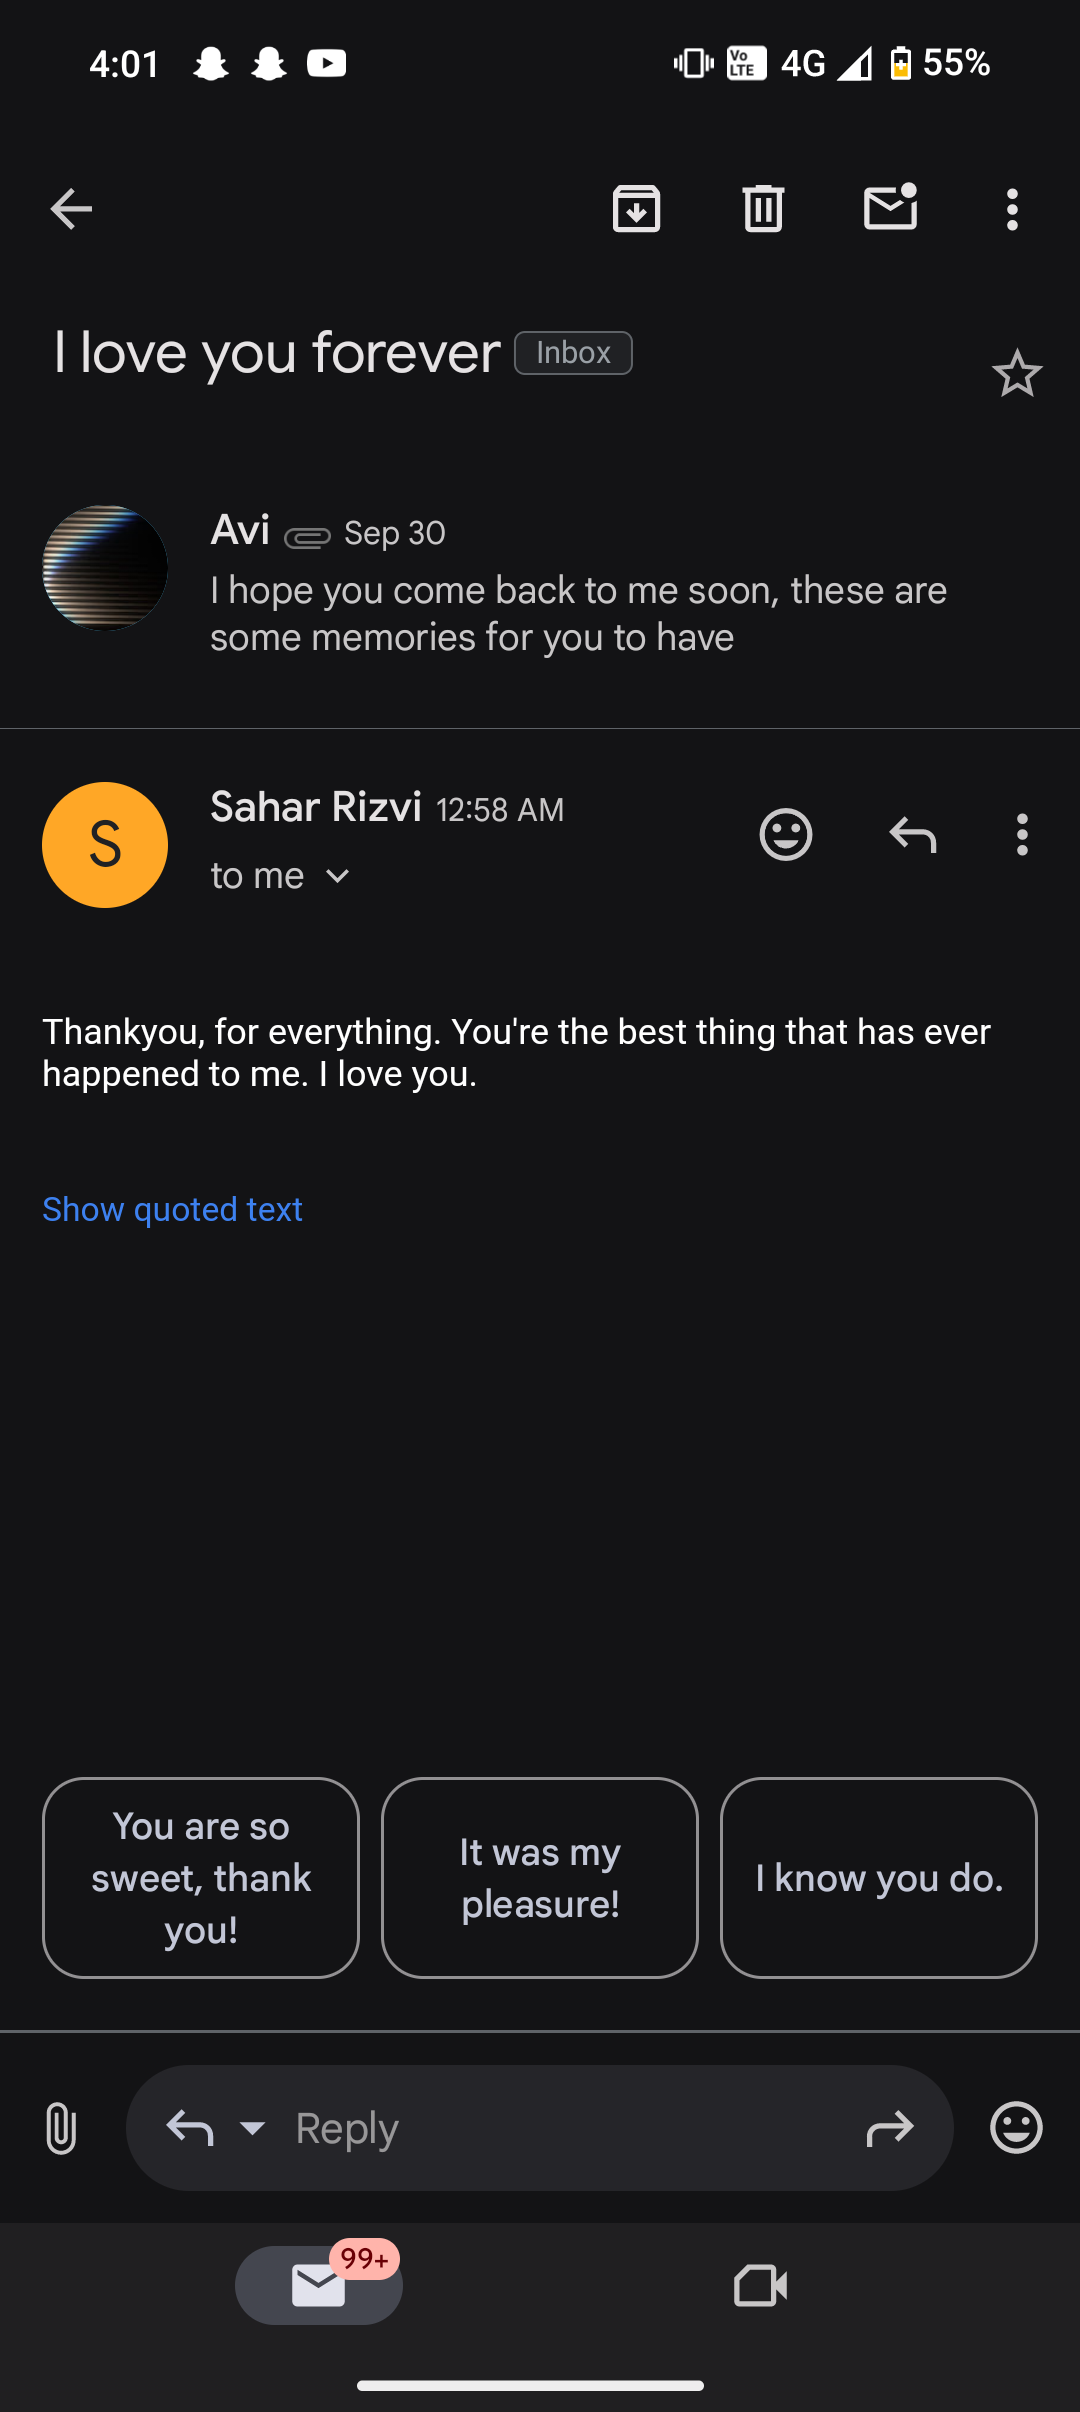 4:01 Vo LTE 4G 55%
I love you forever Inbox
Avi Sep 30
I hope you come back to me soon, these are
some memories for you to have
S
Sahar Rizvi 12:58 AM
to me
Thankyou, for everything. You're the best thing that has ever
happened to me. I love you.
Show quoted text
You are so
sweet, thank
you!
It was my
pleasure!
I know you do.
Reply
99+